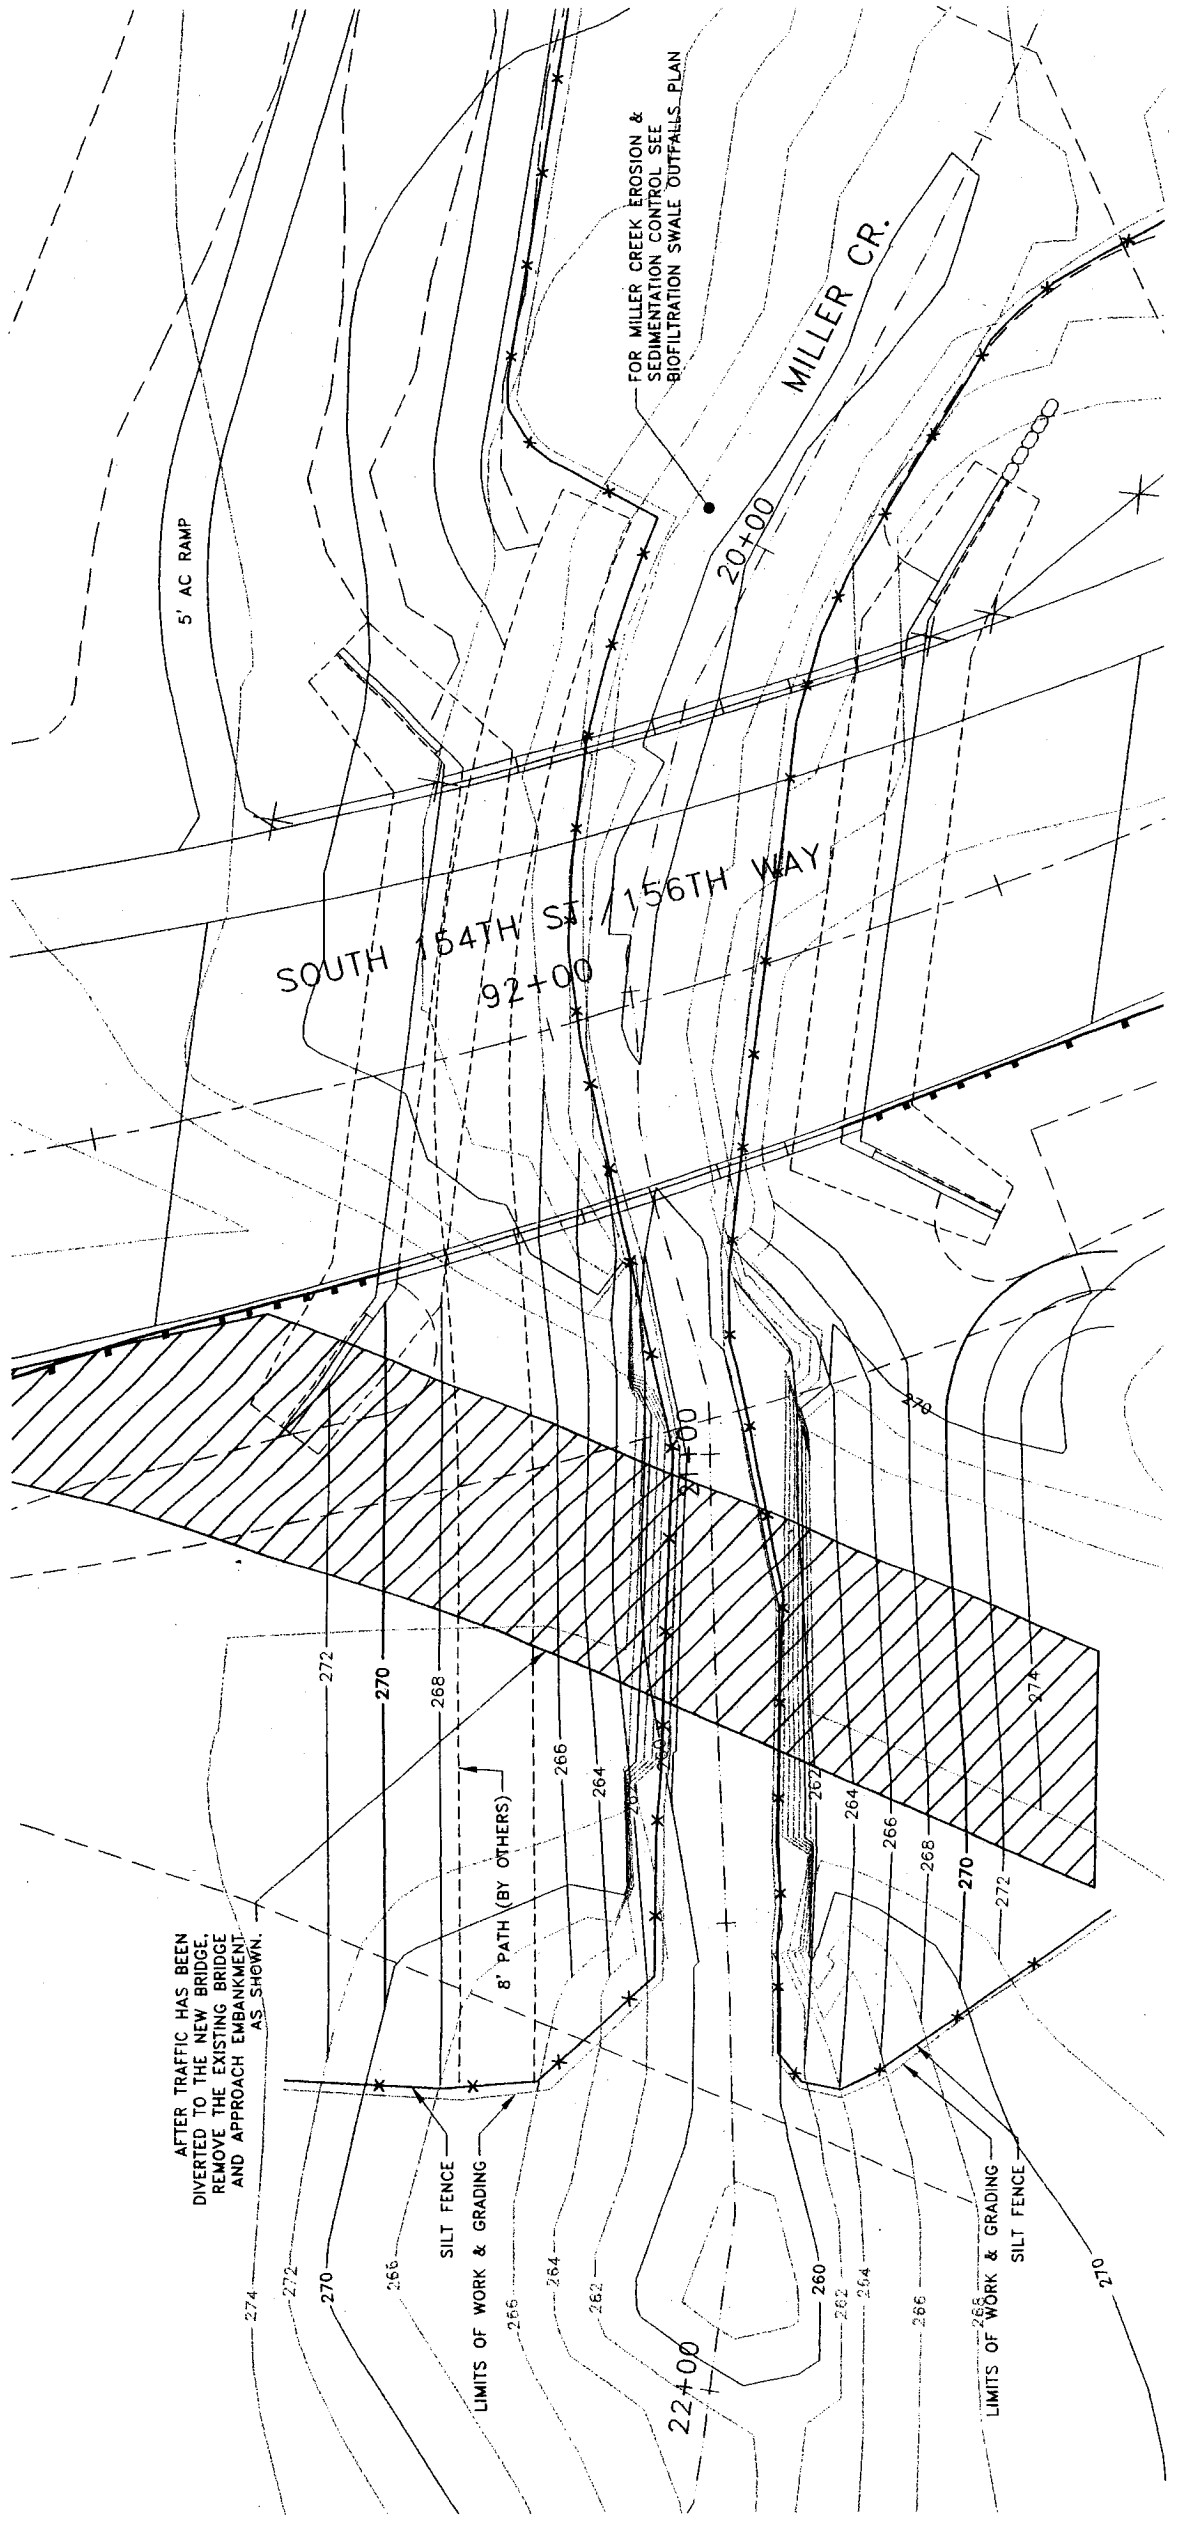 AFTER TRAFFIC HAS BEEN
DIVERTED TO THE NEW BRIDGE,
REMOVE THE EXISTING BRIDGE
AND APPROACH EMBANKMENT
AS SHOWN.
5' AC RAMP
FOR MILLER CREEK EROSION &
SEDIMENTATION CONTROL SEE
BIOFILTRATION SWALE OUTFALLS PLAN
MILLER CR.
20+00
SOUTH 154TH ST. / 156TH WAY
92+00
21+00
270
272
270
268
266
264
262
260
262
264
266
268
270
272
274
8' PATH (BY OTHERS)
SILT FENCE
LIMITS OF WORK & GRADING
LIMITS OF WORK & GRADING
SILT FENCE
274
272
270
266
266
264
262
22+00
260
262
264
266
268
270